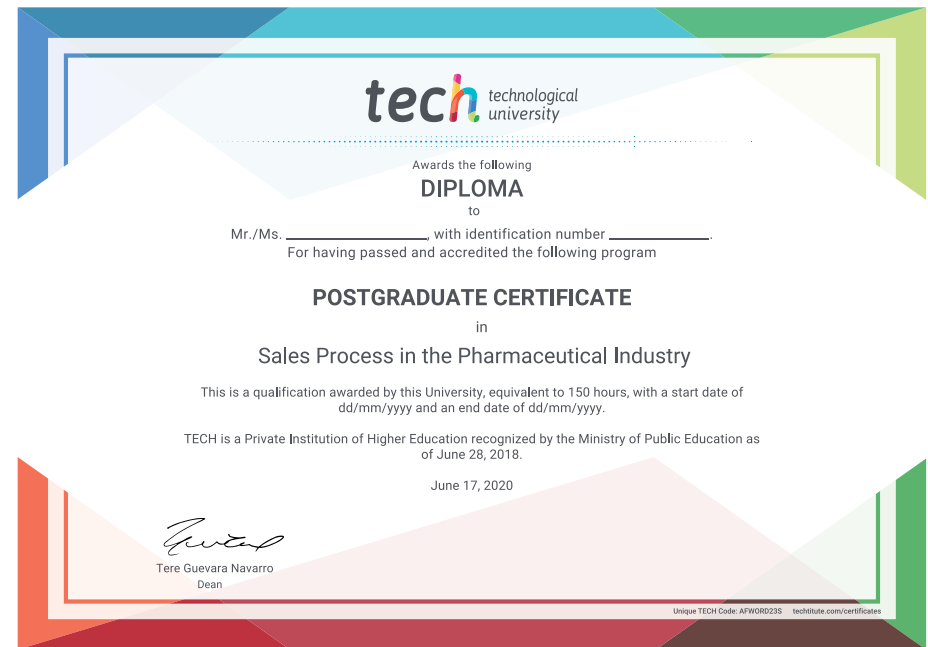 tech technological
university
Awards the following
DIPLOMA
to
Mr./Ms. ____________________, with identification number ______________.
For having passed and accredited the following program
POSTGRADUATE CERTIFICATE
in
Sales Process in the Pharmaceutical Industry
This is a qualification awarded by this University, equivalent to 150 hours, with a start date of
dd/mm/yyyy and an end date of dd/mm/yyyy.
TECH is a Private Institution of Higher Education recognized by the Ministry of Public Education as
of June 28, 2018.
June 17, 2020
Tere Guevara Navarro
Dean
Unique TECH Code: AFWORD23S techtitute.com/certificates